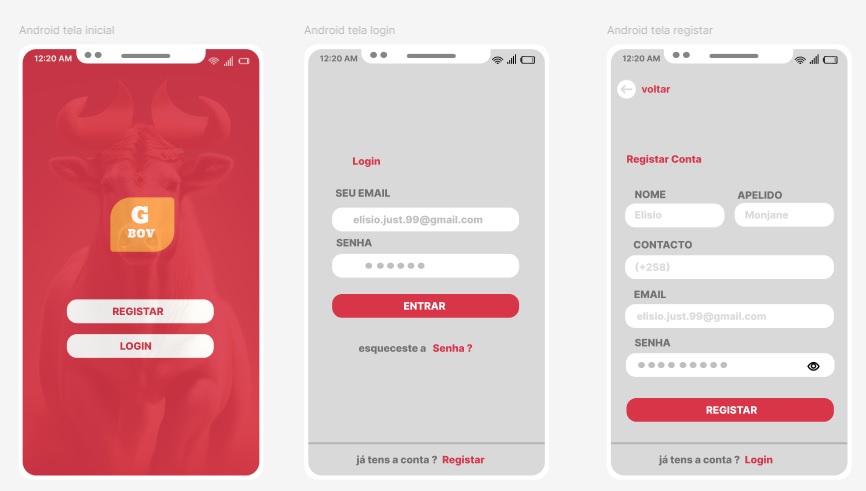 Android tela inicial
12:20 AM
G
BOV
REGISTAR
LOGIN
Android tela login
12:20 AM
Login
SEU EMAIL
elisio.just.99@gmail.com
SENHA
ENTRAR
esqueceste a Senha ?
já tens a conta ? Registar
Android tela registar
12:20 AM
voltar
Registar Conta
NOME APELIDO
Elisio Monjane
CONTACTO
(+258)
EMAIL
elisio.just.99@gmail.com
SENHA
REGISTAR
já tens a conta ? Login